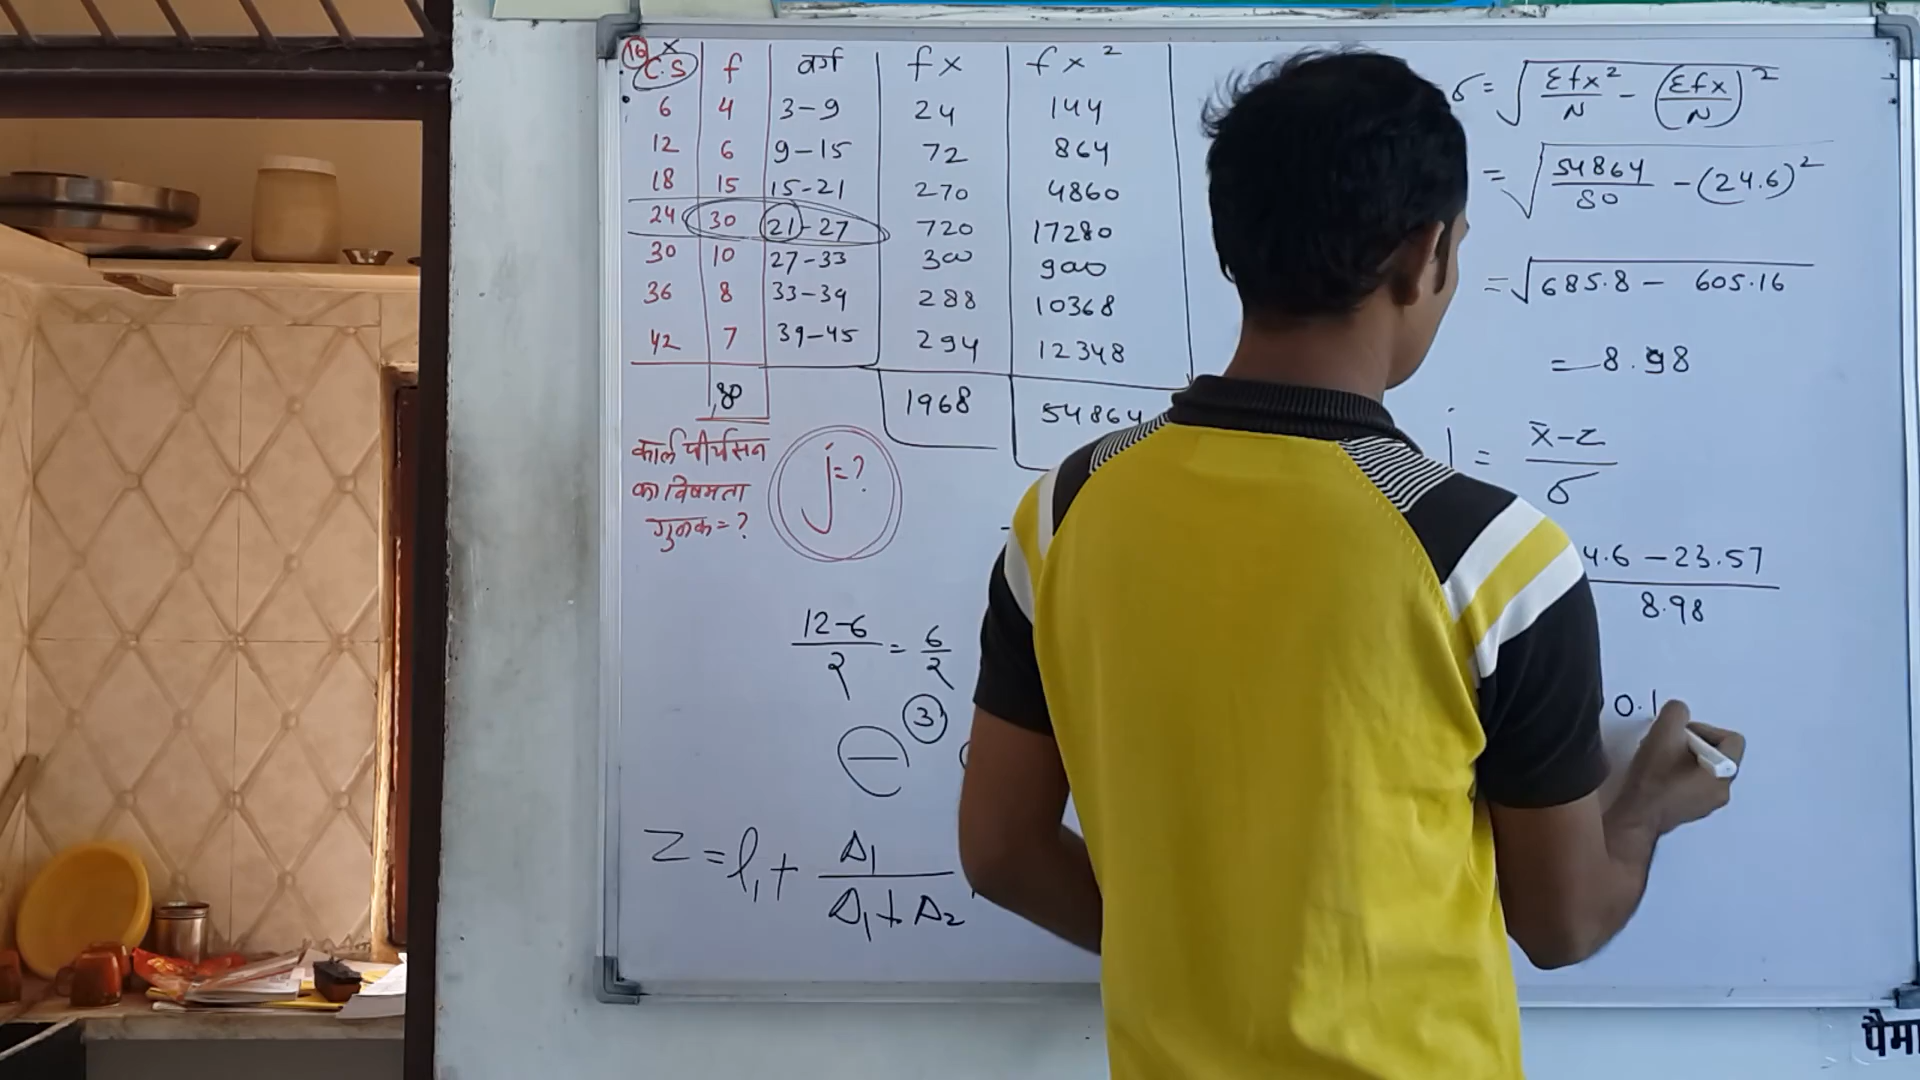 16 x
C.S f वर्ग fx fx²
6 4 3-9 24 144
12 6 9-15 72 864
18 15 15-21 270 4860
24 30 21-27 720 17280
30 10 27-33 300 900
36 8 33-39 288 10368
42 7 39-45 294 12348
80 1968 54864
कार्ल पीर्यसन
का विषमता
गुनक=?
j=?
12-6/2 = 6/2
3
Z = l₁ + Δ₁/Δ₁+Δ₂
σ = √Σfx²/N - (Σfx/N)²
= √54864/80 - (24.6)²
= √685.8 - 605.16
= 8.98
j = x̄-z/σ
4.6 - 23.57
8.98
0.1
पैमा